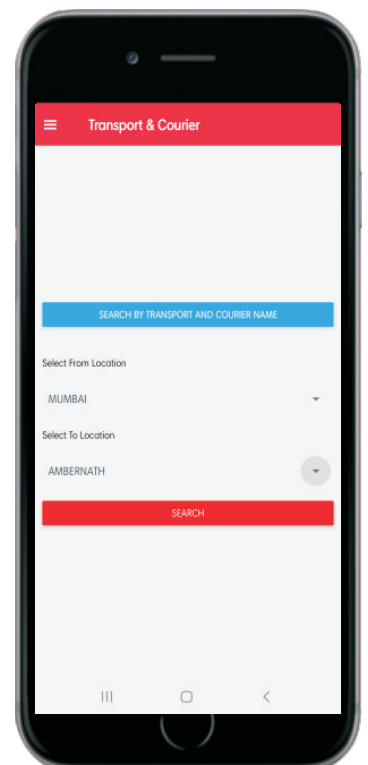 Transport & Courier
SEARCH BY TRANSPORT AND COURIER NAME
Select From Location
MUMBAI
Select To Location
AMBERNATH
SEARCH